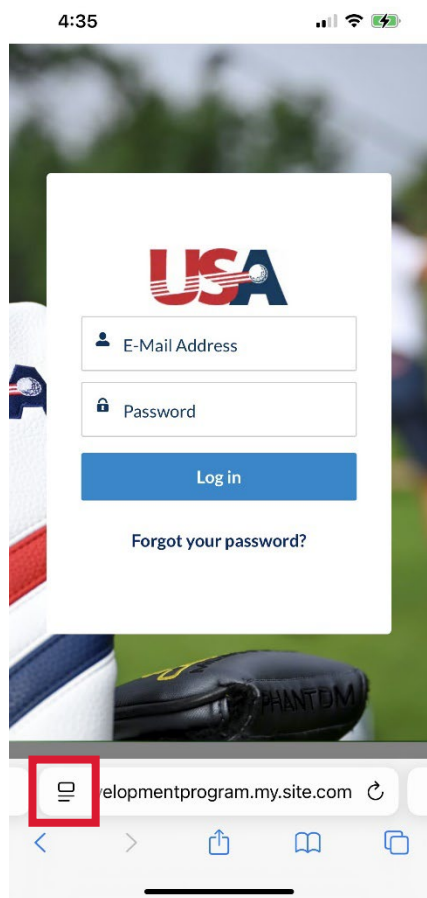 4:35
USA
E-Mail Address
Password
Log in
Forgot your password?
PHANTOM
velopmentprogram.my.site.com